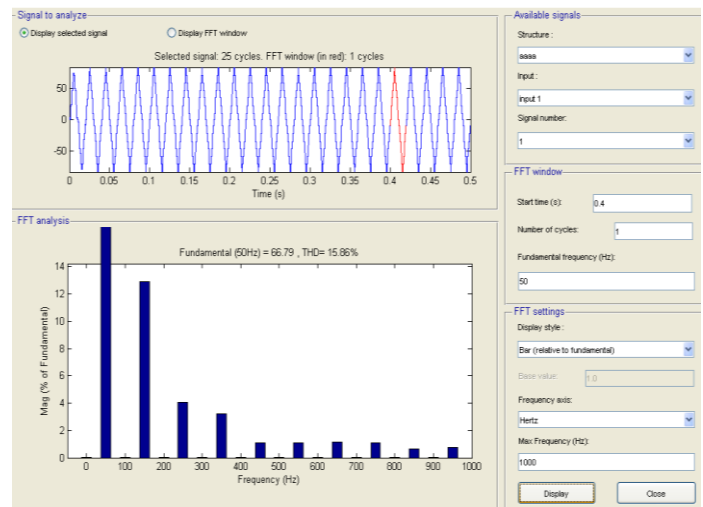 Signal to analyze
Display selected signal
Display FFT window
Selected signal: 25 cycles. FFT window (in red): 1 cycles
50
0
-50
0 0.05 0.1 0.15 0.2 0.25 0.3 0.35 0.4 0.45 0.5
Time (s)
FFT analysis
Fundamental (50Hz) = 66.79 , THD= 15.86%
14
12
10
8
6
4
2
0
Mag (% of Fundamental)
0 100 200 300 400 500 600 700 800 900 1000
Frequency (Hz)
Available signals
Structure :
aaaa
Input :
input 1
Signal number:
1
FFT window
Start time (s): 0.4
Number of cycles: 1
Fundamental frequency (Hz):
50
FFT settings
Display style :
Bar (relative to fundamental)
Base value: 1.0
Frequency axis:
Hertz
Max Frequency (Hz):
1000
Display Close